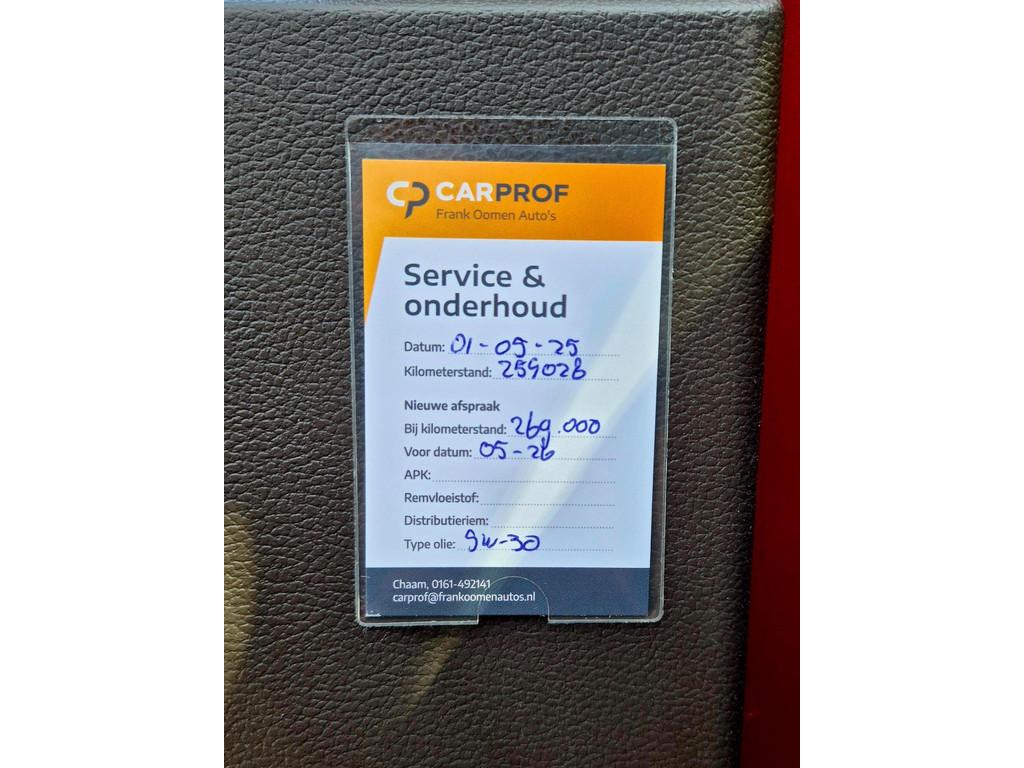 CARPROF
Frank Oomen Auto's
Service &
onderhoud
Datum: 01-05-25
Kilometerstand: 259028
Nieuwe afspraak
Bij kilometerstand: 269.000
Voor datum: 05-26
APK:
Remvloeistof:
Distributieriem:
Type olie: 5w-30
Chaam, 0161-492141
carprof@frankoomenautos.nl